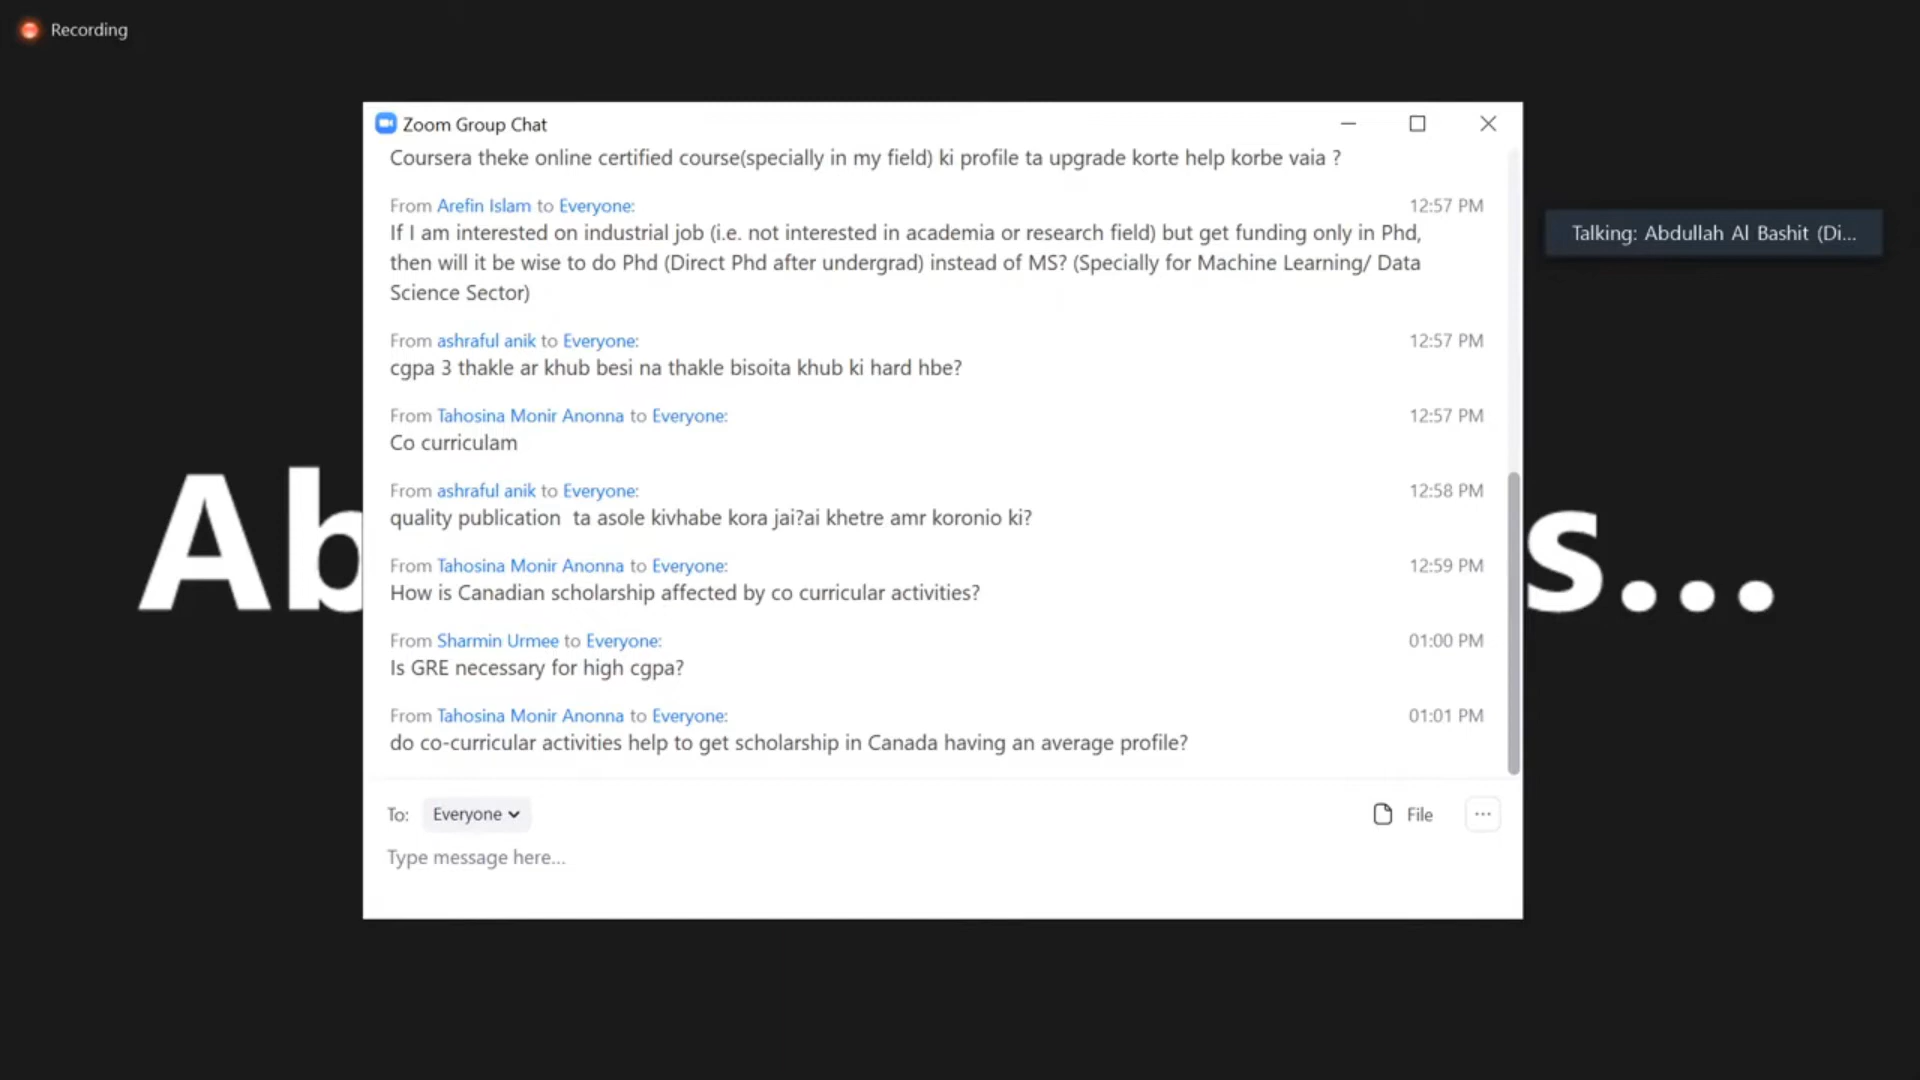 Recording
Zoom Group Chat
Coursera theke online certified course(specially in my field) ki profile ta upgrade korte help korbe vaia ?
From Arefin Islam to Everyone: 12:57 PM
If I am interested on industrial job (i.e. not interested in academia or research field) but get funding only in Phd,
then will it be wise to do Phd (Direct Phd after undergrad) instead of MS? (Specially for Machine Learning/ Data
Science Sector)
Talking: Abdullah Al Bashit (Di...
From ashraful anik to Everyone: 12:57 PM
cgpa 3 thakle ar khub besi na thakle bisoita khub ki hard hbe?
From Tahosina Monir Anonna to Everyone: 12:57 PM
Co curriculam
From ashraful anik to Everyone: 12:58 PM
quality publication  ta asole kivhabe kora jai?ai khetre amr koronio ki?
Ab
s...
From Tahosina Monir Anonna to Everyone: 12:59 PM
How is Canadian scholarship affected by co curricular activities?
From Sharmin Urmee to Everyone: 01:00 PM
Is GRE necessary for high cgpa?
From Tahosina Monir Anonna to Everyone: 01:01 PM
do co-curricular activities help to get scholarship in Canada having an average profile?
To: Everyone File ...
Type message here...